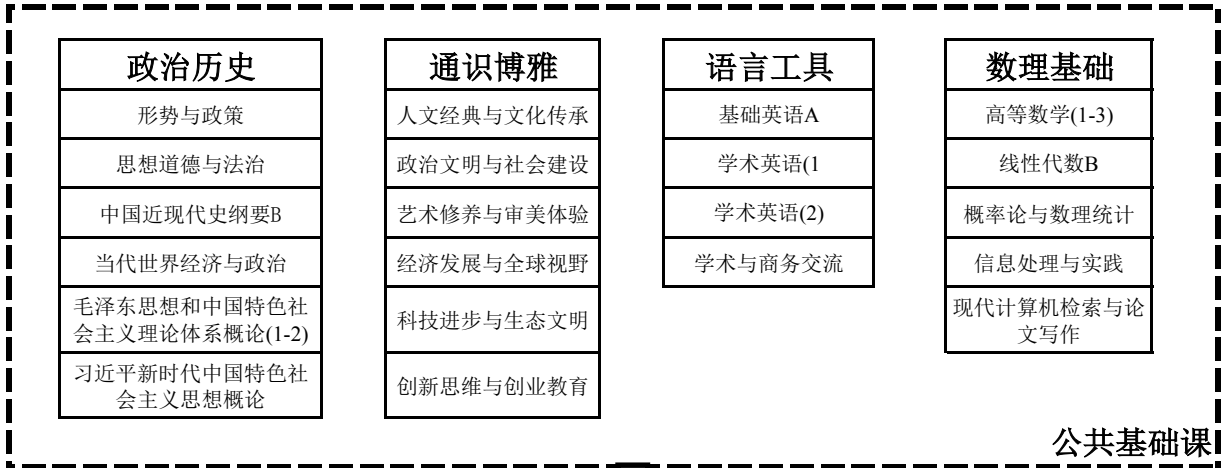 政治历史
形势与政策
思想道德与法治
中国近现代史纲要B
当代世界经济与政治
毛泽东思想和中国特色社
会主义理论体系概论(1-2)
习近平新时代中国特色社
会主义思想概论
通识博雅
人文经典与文化传承
政治文明与社会建设
艺术修养与审美体验
经济发展与全球视野
科技进步与生态文明
创新思维与创业教育
语言工具
基础英语A
学术英语(1
学术英语(2)
学术与商务交流
数理基础
高等数学(1-3)
线性代数B
概率论与数理统计
信息处理与实践
现代计算机检索与论
文写作
公共基础课